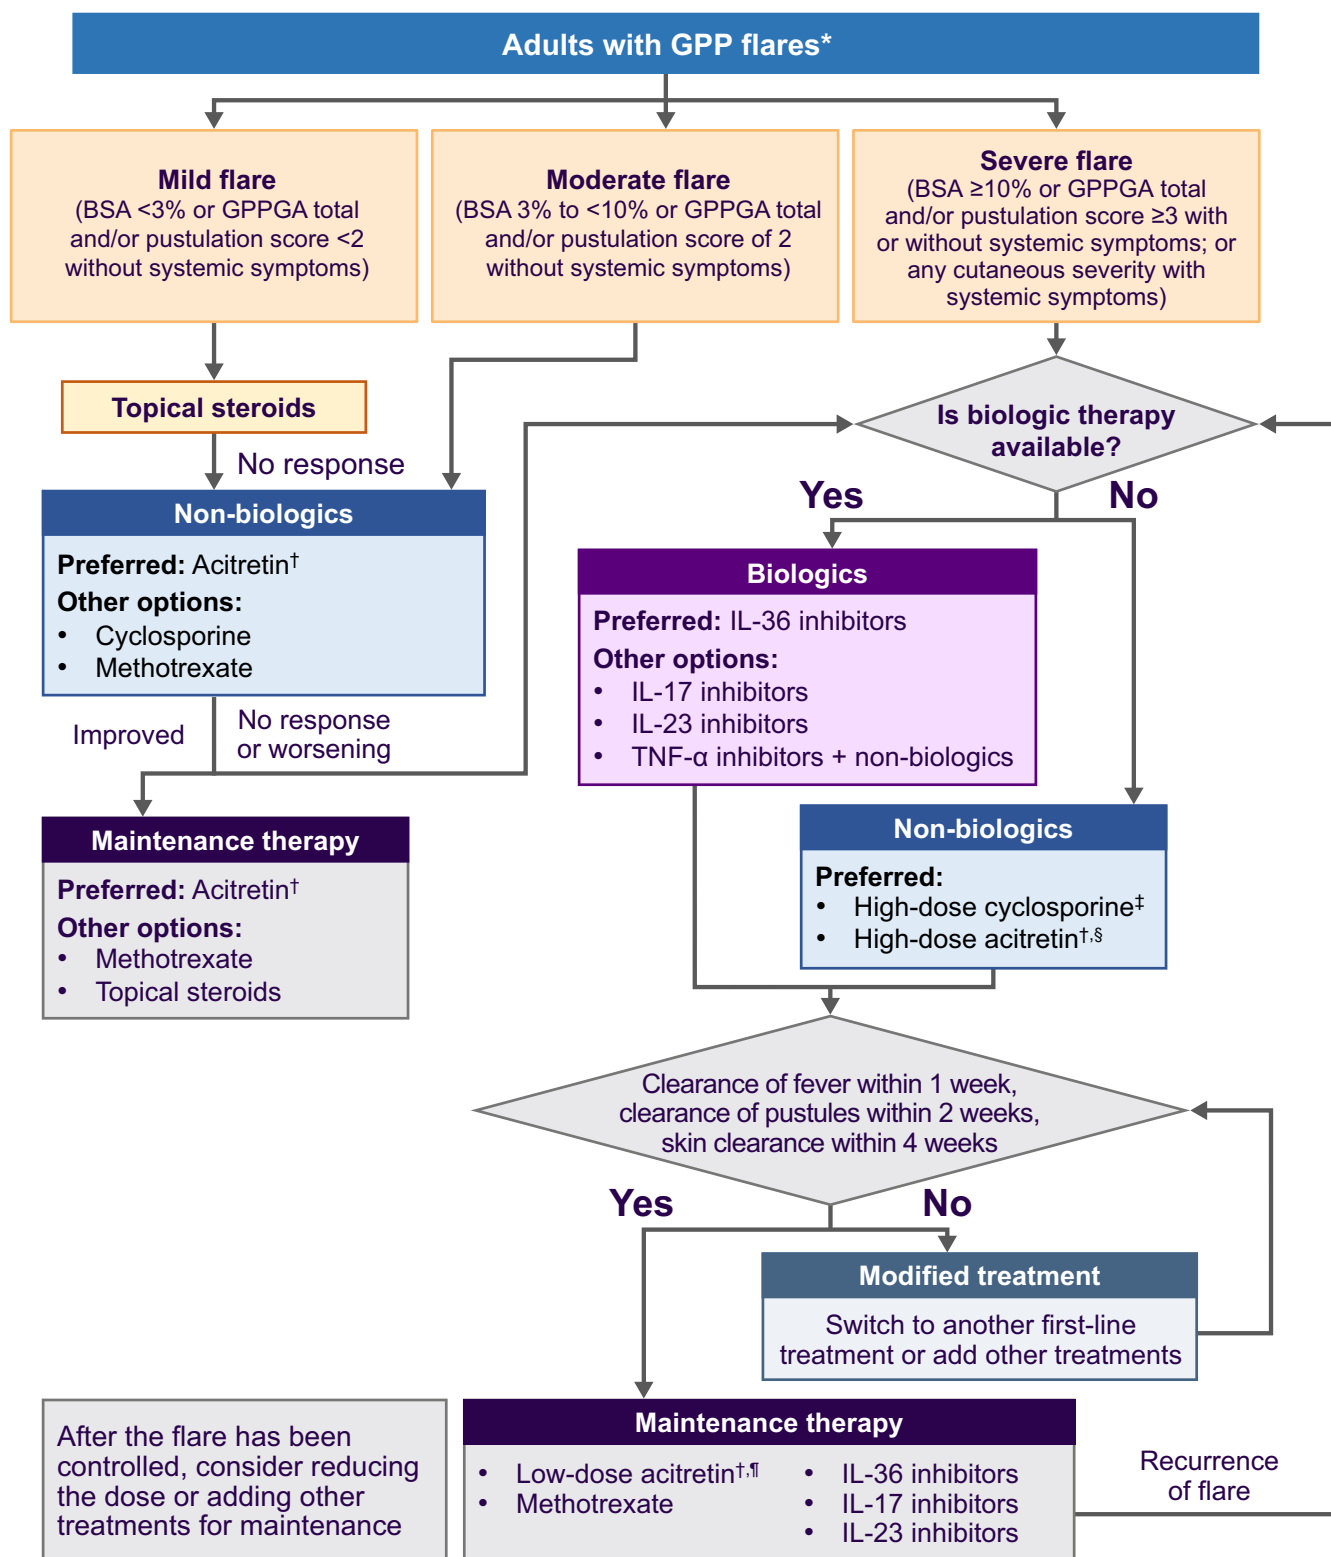 Adults with GPP flares*
Mild flare
(BSA <3% or GPPGA total
and/or pustulation score <2
without systemic symptoms)
Moderate flare
(BSA 3% to <10% or GPPGA total
and/or pustulation score of 2
without systemic symptoms)
Severe flare
(BSA ≥10% or GPPGA total
and/or pustulation score ≥3 with
or without systemic symptoms; or
any cutaneous severity with
systemic symptoms)
Topical steroids
No response
Is biologic therapy
available?
Yes
No
Non-biologics
Preferred: Acitretin†
Other options:
• Cyclosporine
• Methotrexate
Improved
No response
or worsening
Biologics
Preferred: IL-36 inhibitors
Other options:
• IL-17 inhibitors
• IL-23 inhibitors
• TNF-α inhibitors + non-biologics
Maintenance therapy
Preferred: Acitretin†
Other options:
• Methotrexate
• Topical steroids
Non-biologics
Preferred:
• High-dose cyclosporine‡
• High-dose acitretin†,§
Clearance of fever within 1 week,
clearance of pustules within 2 weeks,
skin clearance within 4 weeks
Yes
No
Modified treatment
Switch to another first-line
treatment or add other treatments
After the flare has been
controlled, consider reducing
the dose or adding other
treatments for maintenance
Maintenance therapy
• Low-dose acitretin†,¶
• Methotrexate
• IL-36 inhibitors
• IL-17 inhibitors
• IL-23 inhibitors
Recurrence
of flare